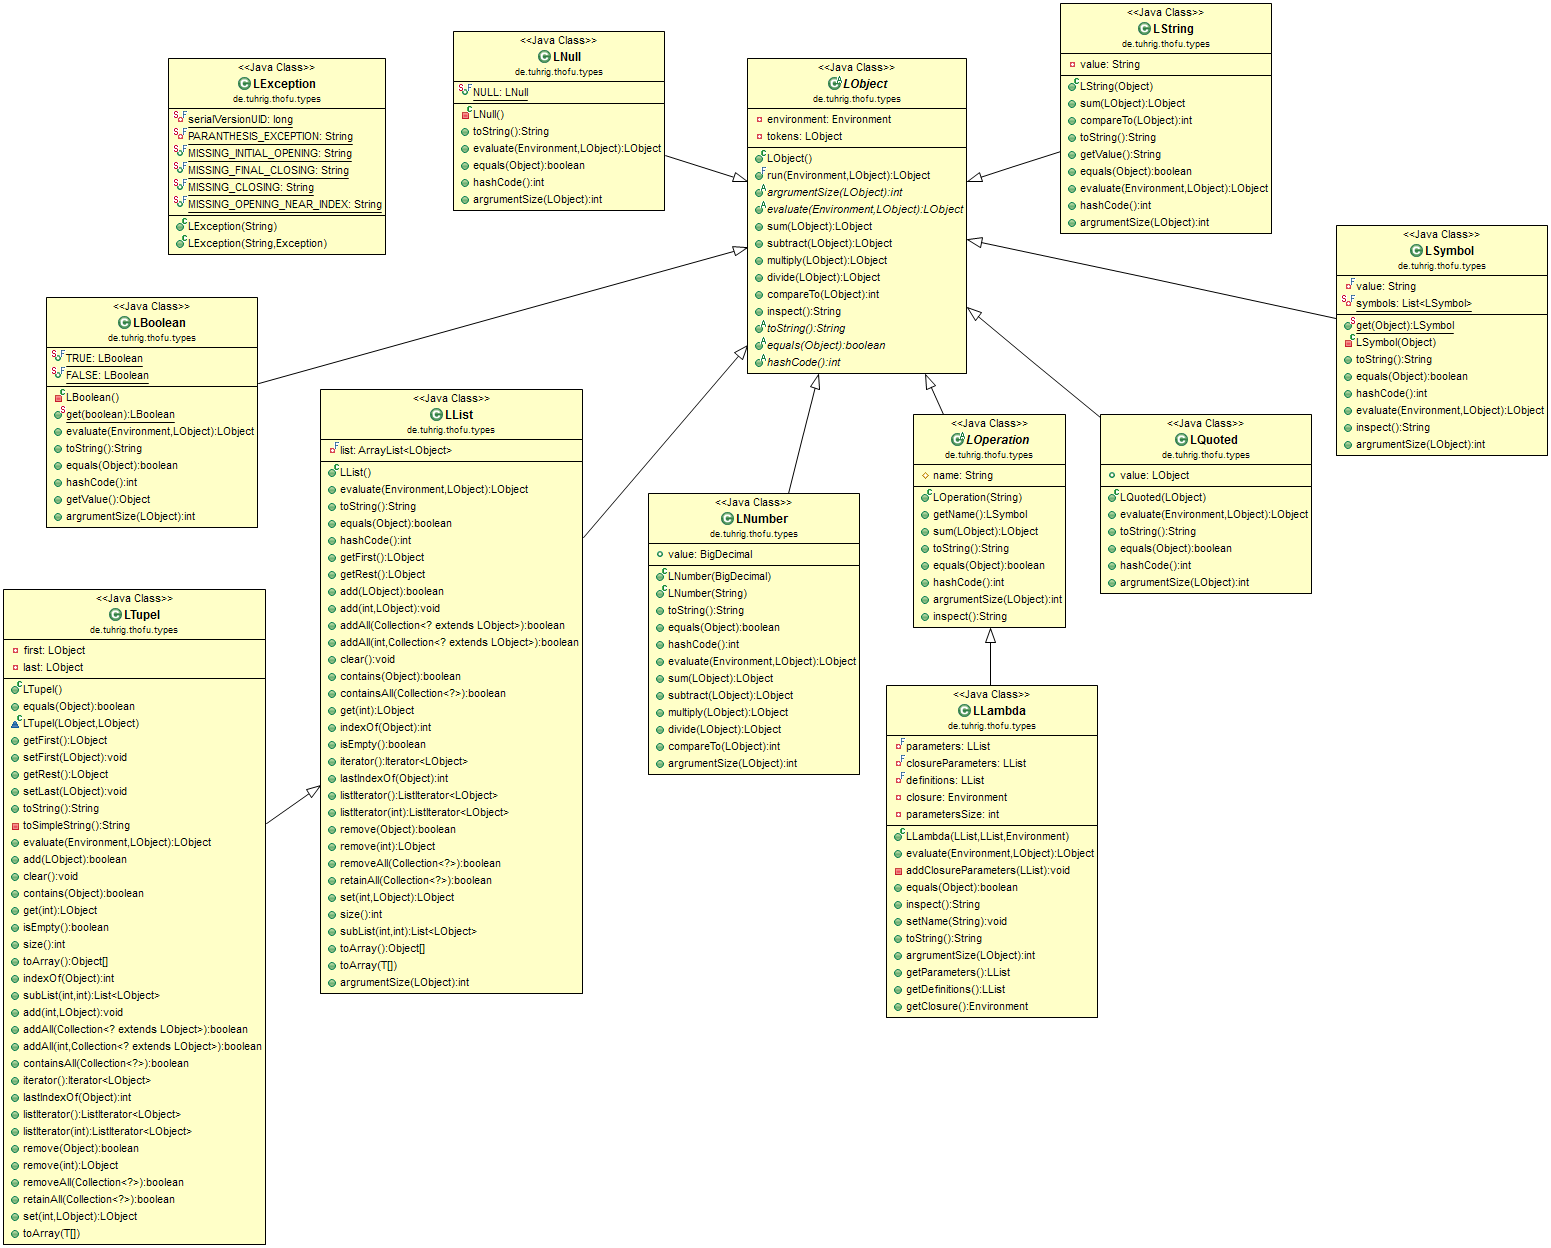 <<Java Class>>
LException
de.tuhrig.thofu.types
serialVersionUID: long
PARANTHESIS_EXCEPTION: String
MISSING_INITIAL_OPENING: String
MISSING_FINAL_CLOSING: String
MISSING_CLOSING: String
MISSING_OPENING_NEAR_INDEX: String
LException(String)
LException(String,Exception)
<<Java Class>>
LNull
de.tuhrig.thofu.types
NULL: LNull
LNull()
toString():String
evaluate(Environment,LObject):LObject
equals(Object):boolean
hashCode():int
argrumentSize(LObject):int
<<Java Class>>
LObject
de.tuhrig.thofu.types
environment: Environment
tokens: LObject
LObject()
run(Environment,LObject):LObject
argrumentSize(LObject):int
evaluate(Environment,LObject):LObject
sum(LObject):LObject
subtract(LObject):LObject
multiply(LObject):LObject
divide(LObject):LObject
compareTo(LObject):int
inspect():String
toString():String
equals(Object):boolean
hashCode():int
<<Java Class>>
LString
de.tuhrig.thofu.types
value: String
LString(Object)
sum(LObject):LObject
compareTo(LObject):int
toString():String
getValue():String
equals(Object):boolean
evaluate(Environment,LObject):LObject
hashCode():int
argrumentSize(LObject):int
<<Java Class>>
LSymbol
de.tuhrig.thofu.types
value: String
symbols: List<LSymbol>
get(Object):LSymbol
LSymbol(Object)
toString():String
equals(Object):boolean
hashCode():int
evaluate(Environment,LObject):LObject
inspect():String
argrumentSize(LObject):int
<<Java Class>>
LBoolean
de.tuhrig.thofu.types
TRUE: LBoolean
FALSE: LBoolean
LBoolean()
get(boolean):LBoolean
evaluate(Environment,LObject):LObject
toString():String
equals(Object):boolean
hashCode():int
getValue():Object
argrumentSize(LObject):int
<<Java Class>>
LList
de.tuhrig.thofu.types
list: ArrayList<LObject>
LList()
evaluate(Environment,LObject):LObject
toString():String
equals(Object):boolean
hashCode():int
getFirst():LObject
getRest():LObject
add(LObject):boolean
add(int,LObject):void
addAll(Collection<? extends LObject>):boolean
addAll(int,Collection<? extends LObject>):boolean
clear():void
contains(Object):boolean
containsAll(Collection<?>):boolean
get(int):LObject
indexOf(Object):int
isEmpty():boolean
iterator():Iterator<LObject>
lastIndexOf(Object):int
listIterator():ListIterator<LObject>
listIterator(int):ListIterator<LObject>
remove(Object):boolean
remove(int):LObject
removeAll(Collection<?>):boolean
retainAll(Collection<?>):boolean
set(int,LObject):LObject
size():int
subList(int,int):List<LObject>
toArray():Object[]
toArray(T[])
argrumentSize(LObject):int
<<Java Class>>
LNumber
de.tuhrig.thofu.types
value: BigDecimal
LNumber(BigDecimal)
LNumber(String)
toString():String
equals(Object):boolean
hashCode():int
evaluate(Environment,LObject):LObject
sum(LObject):LObject
subtract(LObject):LObject
multiply(LObject):LObject
divide(LObject):LObject
compareTo(LObject):int
argrumentSize(LObject):int
<<Java Class>>
LOperation
de.tuhrig.thofu.types
name: String
LOperation(String)
getName():LSymbol
sum(LObject):LObject
toString():String
equals(Object):boolean
hashCode():int
argrumentSize(LObject):int
inspect():String
<<Java Class>>
LQuoted
de.tuhrig.thofu.types
value: LObject
LQuoted(LObject)
evaluate(Environment,LObject):LObject
toString():String
equals(Object):boolean
hashCode():int
argrumentSize(LObject):int
<<Java Class>>
LTupel
de.tuhrig.thofu.types
first: LObject
last: LObject
LTupel()
equals(Object):boolean
LTupel(LObject,LObject)
getFirst():LObject
setFirst(LObject):void
getRest():LObject
setLast(LObject):void
toString():String
toSimpleString():String
evaluate(Environment,LObject):LObject
add(LObject):boolean
clear():void
contains(Object):boolean
get(int):LObject
isEmpty():boolean
size():int
toArray():Object[]
indexOf(Object):int
subList(int,int):List<LObject>
add(int,LObject):void
addAll(Collection<? extends LObject>):boolean
addAll(int,Collection<? extends LObject>):boolean
containsAll(Collection<?>):boolean
iterator():Iterator<LObject>
lastIndexOf(Object):int
listIterator():ListIterator<LObject>
listIterator(int):ListIterator<LObject>
remove(Object):boolean
remove(int):LObject
removeAll(Collection<?>):boolean
retainAll(Collection<?>):boolean
set(int,LObject):LObject
toArray(T[])
<<Java Class>>
LLambda
de.tuhrig.thofu.types
parameters: LList
closureParameters: LList
definitions: LList
closure: Environment
parametersSize: int
LLambda(LList,LList,Environment)
evaluate(Environment,LObject):LObject
addClosureParameters(LList):void
equals(Object):boolean
inspect():String
setName(String):void
toString():String
argrumentSize(LObject):int
getParameters():LList
getDefinitions():LList
getClosure():Environment